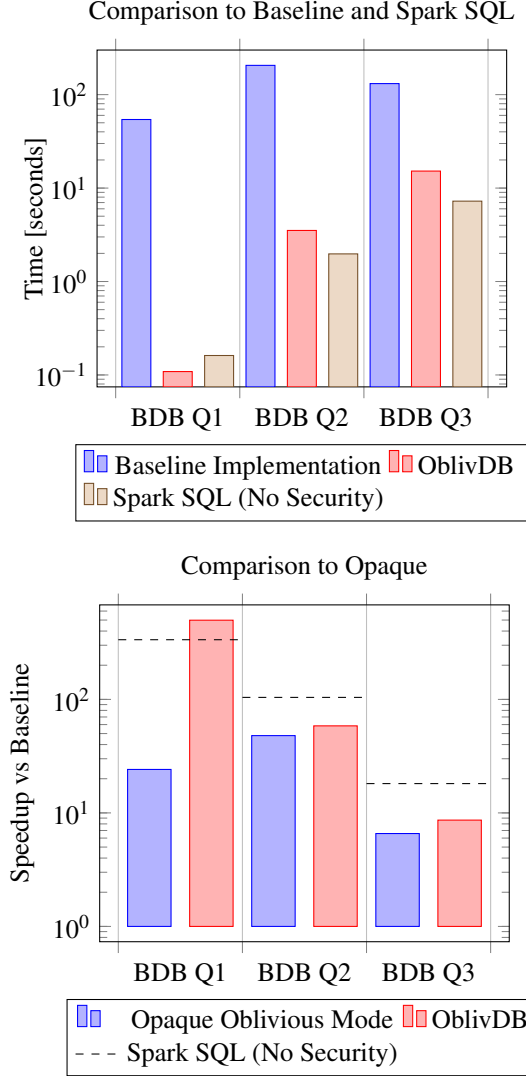 Comparison to Baseline and Spark SQL
Time [seconds]
10^2
10^1
10^0
10^−1
BDB Q1 BDB Q2 BDB Q3
Baseline Implementation OblivDB
Spark SQL (No Security)
Comparison to Opaque
Speedup vs Baseline
10^2
10^1
10^0
BDB Q1 BDB Q2 BDB Q3
Opaque Oblivious Mode OblivDB
Spark SQL (No Security)